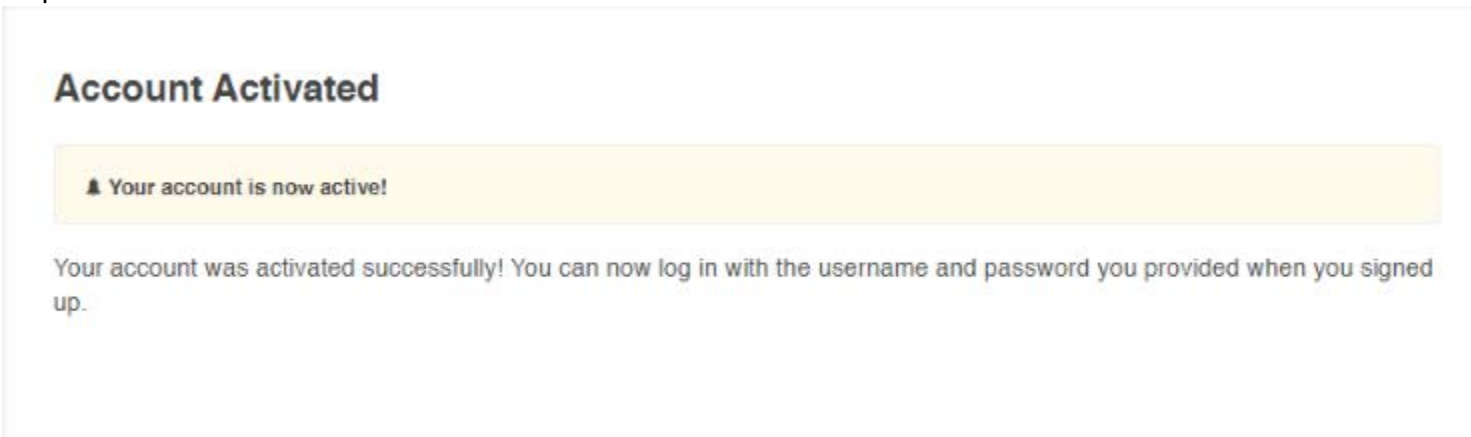 Account Activated
Your account is now active!
Your account was activated successfully! You can now log in with the username and password you provided when you signed
up.